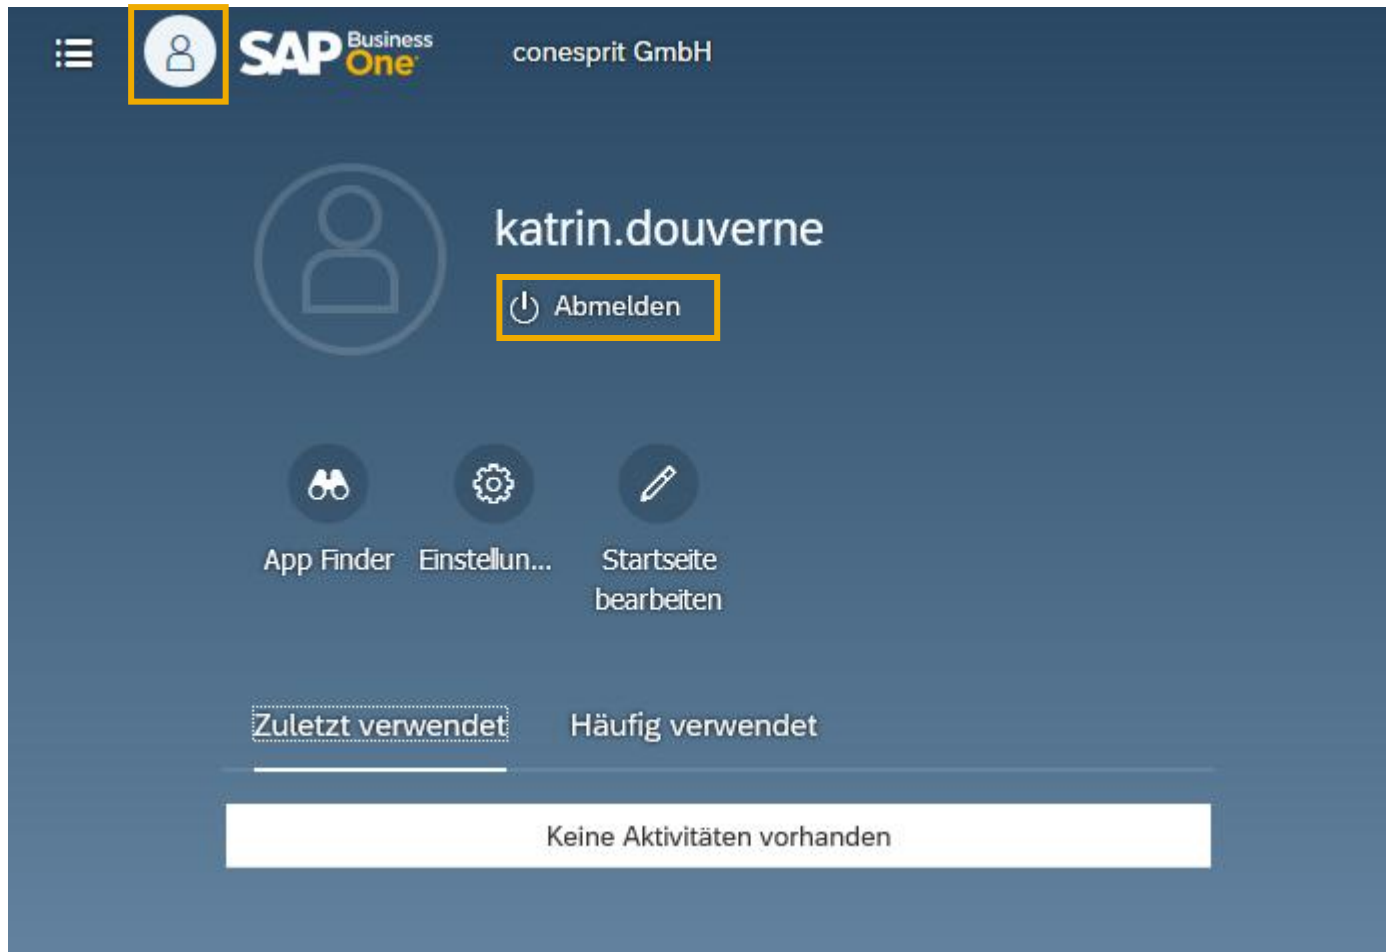 SAP Business One
conesprit GmbH
katrin.douverne
Abmelden
App Finder
Einstellun...
Startseite
bearbeiten
Zuletzt verwendet
Häufig verwendet
Keine Aktivitäten vorhanden